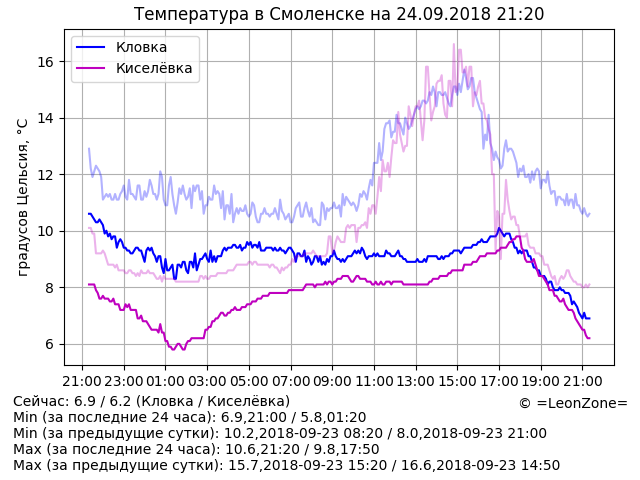 Температура в Смоленске на 24.09.2018 21:20
Кловка
Киселёвка
градусов Цельсия, °C
16
14
12
10
8
6
21:00 23:00 01:00 03:00 05:00 07:00 09:00 11:00 13:00 15:00 17:00 19:00 21:00
Сейчас: 6.9 / 6.2 (Кловка / Киселёвка)
© =LeonZone=
Min (за последние 24 часа): 6.9,21:00 / 5.8,01:20
Min (за предыдущие сутки): 10.2,2018-09-23 08:20 / 8.0,2018-09-23 21:00
Max (за последние 24 часа): 10.6,21:20 / 9.8,17:50
Max (за предыдущие сутки): 15.7,2018-09-23 15:20 / 16.6,2018-09-23 14:50